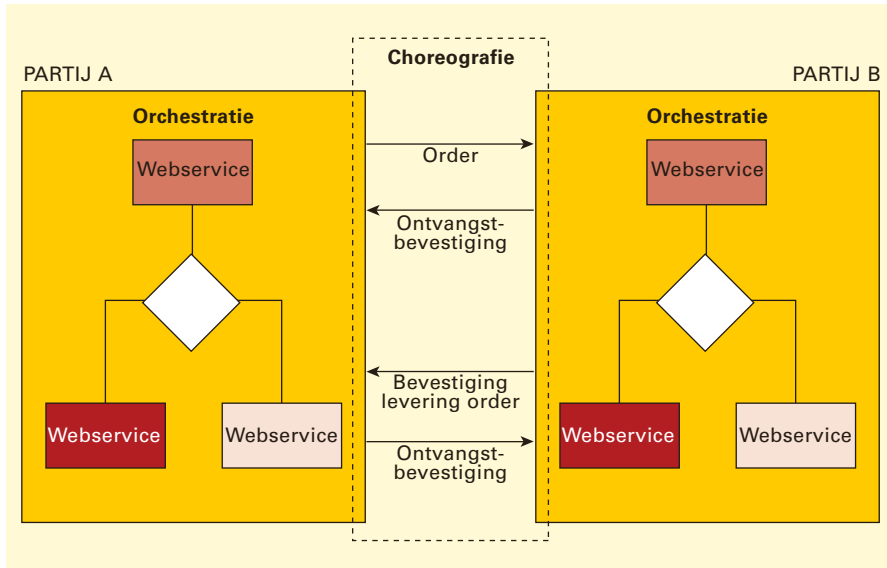 Choreografie
PARTIJ A
PARTIJ B
Orchestratie
Webservice
Webservice
Webservice
Order
Ontvangst-
bevestiging
Bevestiging
levering order
Ontvangst-
bevestiging
Orchestratie
Webservice
Webservice
Webservice